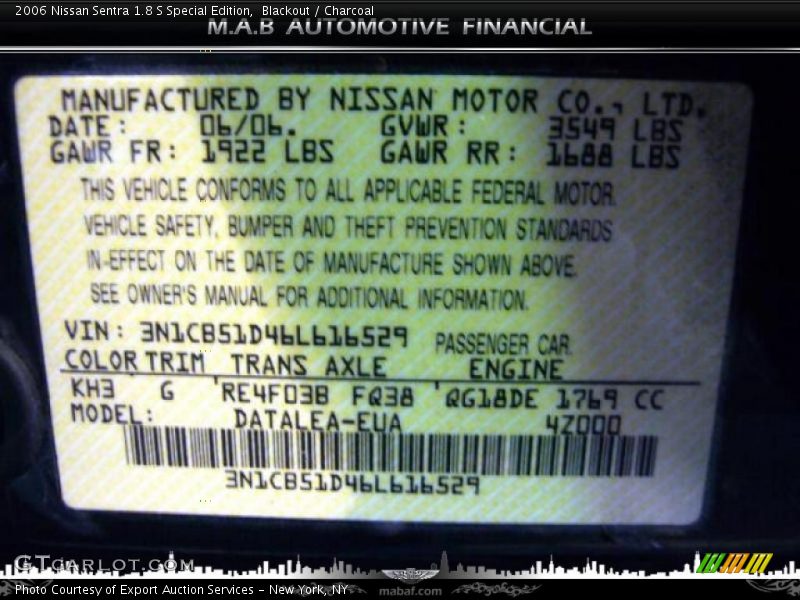 2006 Nissan Sentra 1.8 S Special Edition, Blackout / Charcoal
M.A.B AUTOMOTIVE FINANCIAL
MANUFACTURED BY NISSAN MOTOR CO., LTD.
DATE: 06/06. GVWR: 3549 LBS
GAWR FR: 1922 LBS GAWR RR: 1688 LBS
THIS VEHICLE CONFORMS TO ALL APPLICABLE FEDERAL MOTOR
VEHICLE SAFETY, BUMPER AND THEFT PREVENTION STANDARDS
IN EFFECT ON THE DATE OF MANUFACTURE SHOWN ABOVE.
SEE OWNER'S MANUAL FOR ADDITIONAL INFORMATION.
VIN: 3N1CB51D46L616529 PASSENGER CAR
COLOR TRIM TRANS AXLE ENGINE
KH3 G RE4F03B FQ38 QG18DE 1769 CC
MODEL: DATALEA-EUA 4Z000
3N1CB51D46L616529
GTcarlot.com
Photo Courtesy of Export Auction Services - New York, NY
mabaf.com